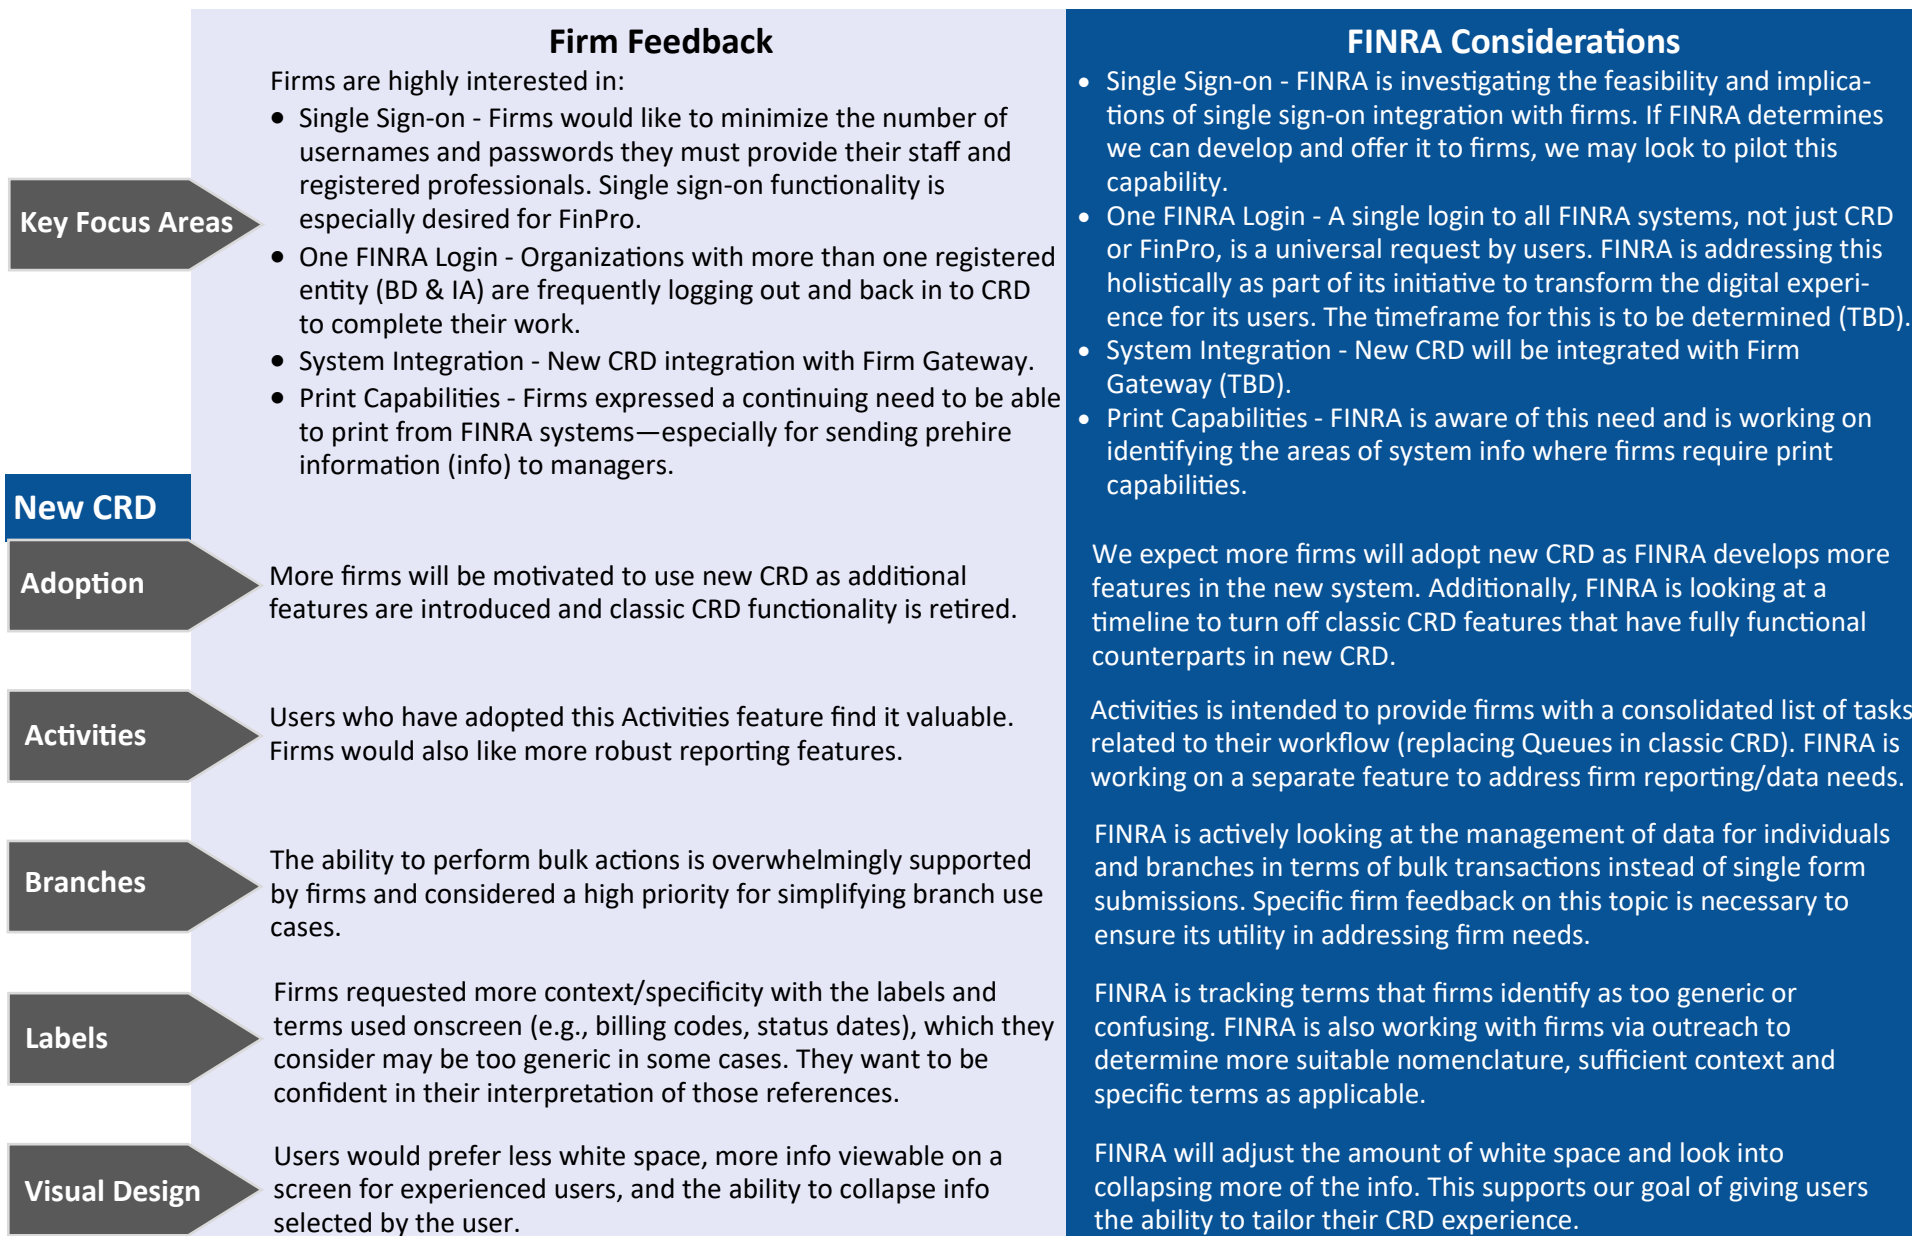 Firm Feedback
FINRA Considerations
Key Focus Areas
Firms are highly interested in:
• Single Sign-on - Firms would like to minimize the number of
usernames and passwords they must provide their staff and
registered professionals. Single sign-on functionality is
especially desired for FinPro.
• One FINRA Login - Organizations with more than one registered
entity (BD & IA) are frequently logging out and back in to CRD
to complete their work.
• System Integration - New CRD integration with Firm Gateway.
• Print Capabilities - Firms expressed a continuing need to be able
to print from FINRA systems—especially for sending prehire
information (info) to managers.
• Single Sign-on - FINRA is investigating the feasibility and implica-
tions of single sign-on integration with firms. If FINRA determines
we can develop and offer it to firms, we may look to pilot this
capability.
• One FINRA Login - A single login to all FINRA systems, not just CRD
or FinPro, is a universal request by users. FINRA is addressing this
holistically as part of its initiative to transform the digital experi-
ence for its users. The timeframe for this is to be determined (TBD).
• System Integration - New CRD will be integrated with Firm
Gateway (TBD).
• Print Capabilities - FINRA is aware of this need and is working on
identifying the areas of system info where firms require print
capabilities.
New CRD
Adoption
More firms will be motivated to use new CRD as additional
features are introduced and classic CRD functionality is retired.
We expect more firms will adopt new CRD as FINRA develops more
features in the new system. Additionally, FINRA is looking at a
timeline to turn off classic CRD features that have fully functional
counterparts in new CRD.
Activities
Users who have adopted this Activities feature find it valuable.
Firms would also like more robust reporting features.
Activities is intended to provide firms with a consolidated list of tasks
related to their workflow (replacing Queues in classic CRD). FINRA is
working on a separate feature to address firm reporting/data needs.
Branches
The ability to perform bulk actions is overwhelmingly supported
by firms and considered a high priority for simplifying branch use
cases.
FINRA is actively looking at the management of data for individuals
and branches in terms of bulk transactions instead of single form
submissions. Specific firm feedback on this topic is necessary to
ensure its utility in addressing firm needs.
Labels
Firms requested more context/specificity with the labels and
terms used onscreen (e.g., billing codes, status dates), which they
consider may be too generic in some cases. They want to be
confident in their interpretation of those references.
FINRA is tracking terms that firms identify as too generic or
confusing. FINRA is also working with firms via outreach to
determine more suitable nomenclature, sufficient context and
specific terms as applicable.
Visual Design
Users would prefer less white space, more info viewable on a
screen for experienced users, and the ability to collapse info
selected by the user.
FINRA will adjust the amount of white space and look into
collapsing more of the info. This supports our goal of giving users
the ability to tailor their CRD experience.